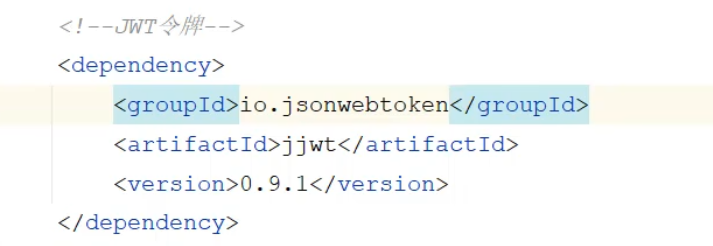 <!--JWT令牌-->
<dependency>
<groupId>io.jsonwebtoken</groupId>
<artifactId>jjwt</artifactId>
<version>0.9.1</version>
</dependency>